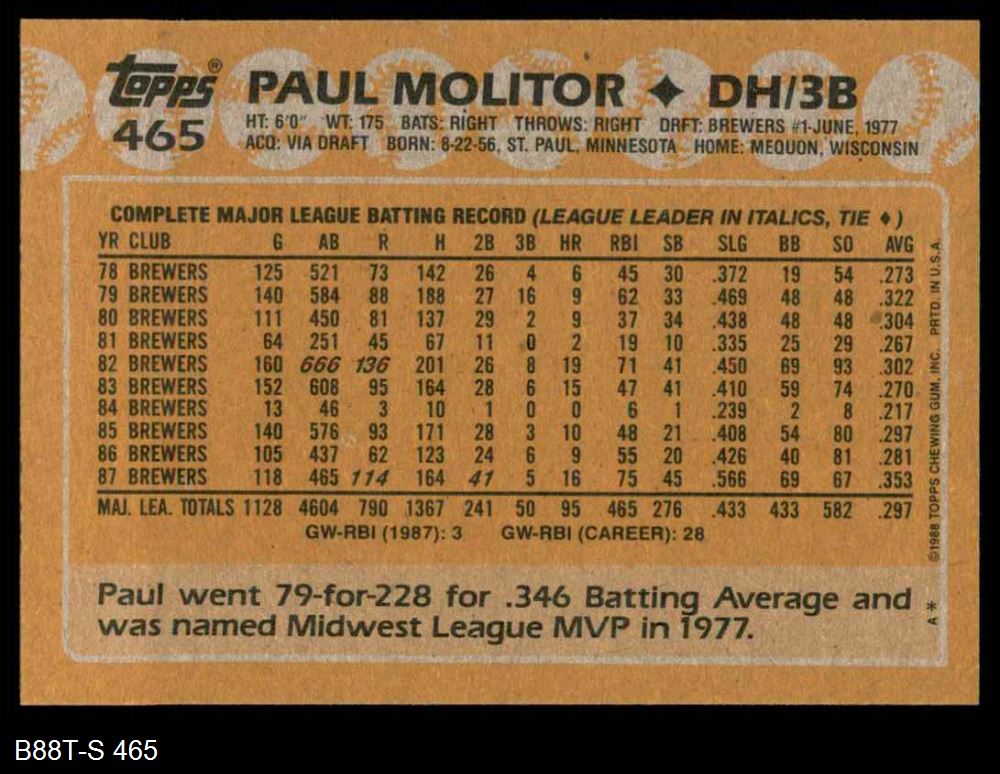 topps® PAUL MOLITOR ♦ DH/3B
465 HT: 6'0" WT: 175 BATS: RIGHT THROWS: RIGHT DRFT: BREWERS #1-JUNE, 1977
ACQ: VIA DRAFT BORN: 8-22-56, ST. PAUL, MINNESOTA HOME: MEQUON, WISCONSIN
COMPLETE MAJOR LEAGUE BATTING RECORD (LEAGUE LEADER IN ITALICS, TIE ♦)
YR CLUB G AB R H 2B 3B HR RBI SB SLG BB SO AVG
78 BREWERS 125 521 73 142 26 4 6 45 30 .372 19 54 .273
79 BREWERS 140 584 88 188 27 16 9 62 33 .469 48 48 .322
80 BREWERS 111 450 81 137 29 2 9 37 34 .438 48 48 .304
81 BREWERS 64 251 45 67 11 0 2 19 10 .335 25 29 .267
82 BREWERS 160 666 136 201 26 8 19 71 41 .450 69 93 .302
83 BREWERS 152 608 95 164 28 6 15 47 41 .410 59 74 .270
84 BREWERS 13 46 3 10 1 0 0 6 1 .239 2 8 .217
85 BREWERS 140 576 93 171 28 3 10 48 21 .408 54 80 .297
86 BREWERS 105 437 62 123 24 6 9 55 20 .426 40 81 .281
87 BREWERS 118 465 114 164 41 5 16 75 45 .566 69 67 .353
MAJ. LEA. TOTALS 1128 4604 790 1367 241 50 95 465 276 .433 433 582 .297
GW-RBI (1987): 3 GW-RBI (CAREER): 28
Paul went 79-for-228 for .346 Batting Average and
was named Midwest League MVP in 1977.
©1988 TOPPS CHEWING GUM, INC. PRTD. IN U.S.A.
A*
B88T-S 465